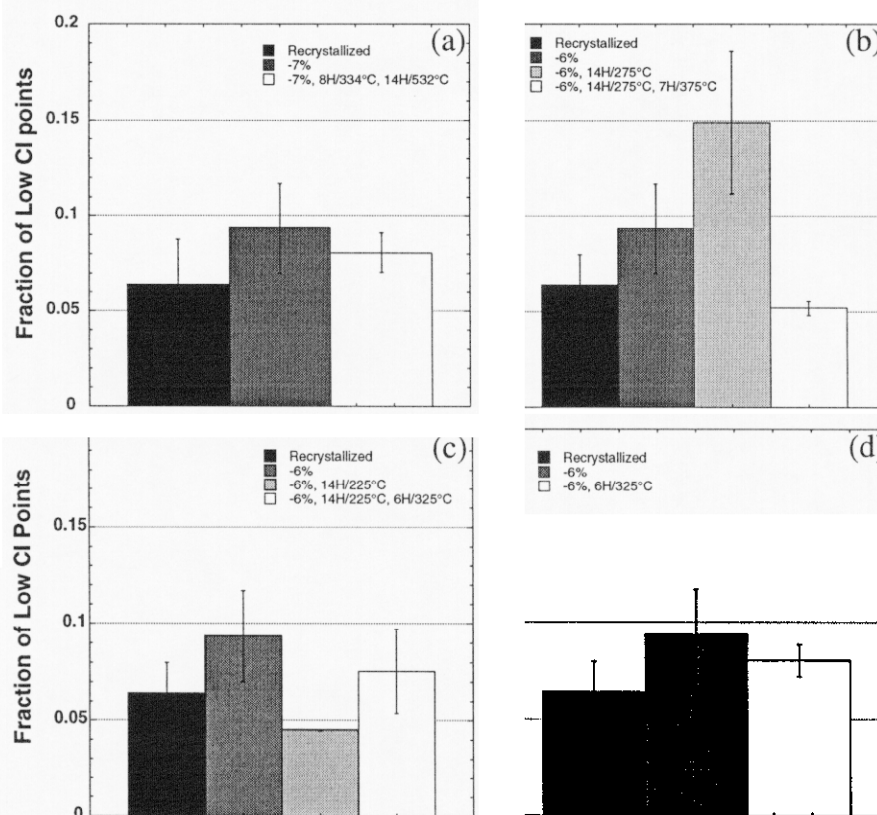 0.2
(a)
Recrystallized
-7%
-7%, 8H/334°C, 14H/532°C
0.15
0.1
0.05
0
Fraction of Low CI points
(b)
Recrystallized
-6%
-6%, 14H/275°C
-6%, 14H/275°C, 7H/375°C
(c)
Recrystallized
-6%
-6%, 14H/225°C
-6%, 14H/225°C, 6H/325°C
0.15
0.1
0.05
0
Fraction of Low CI Points
(d)
Recrystallized
-6%
-6%, 6H/325°C